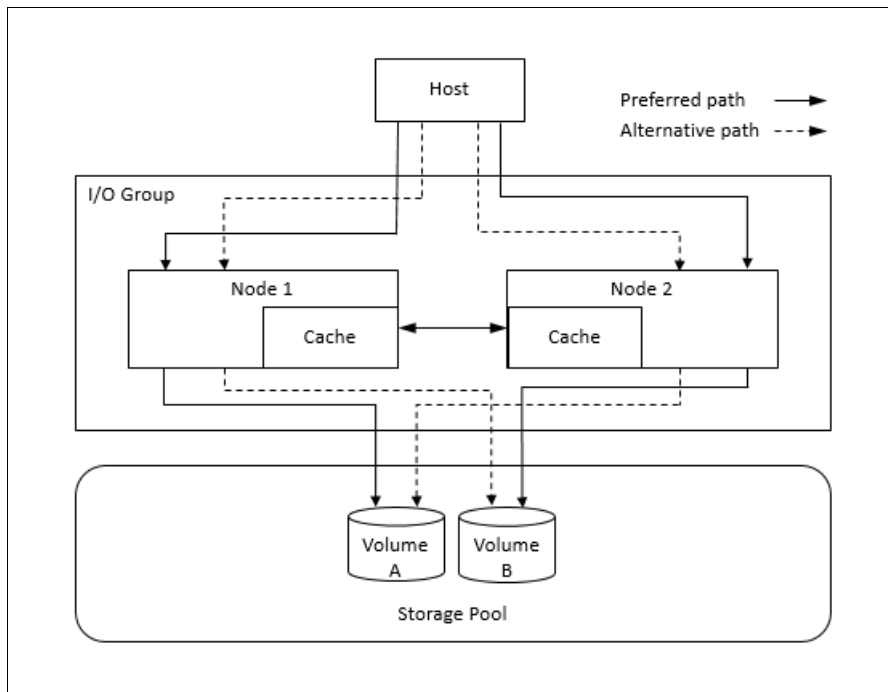 Host
Preferred path
Alternative path
I/O Group
Node 1
Node 2
Cache
Cache
Volume
A
Volume
B
Storage Pool